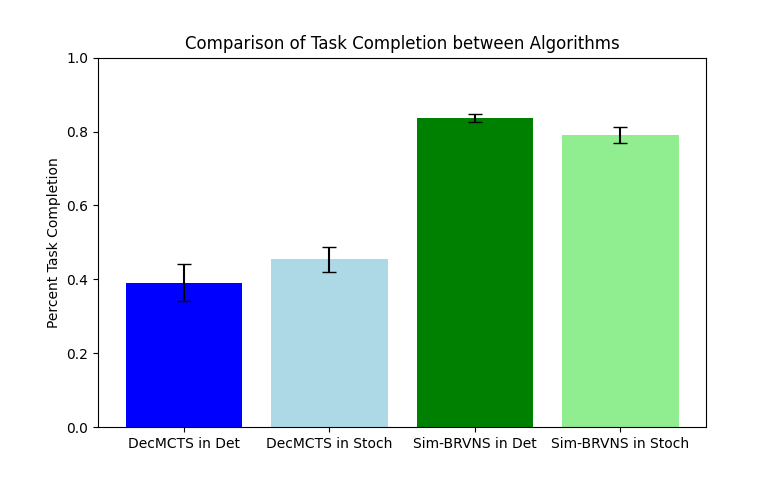 Comparison of Task Completion between Algorithms
Percent Task Completion
1.0
0.8
0.6
0.4
0.2
0.0
DecMCTS in Det
DecMCTS in Stoch
Sim-BRVNS in Det
Sim-BRVNS in Stoch